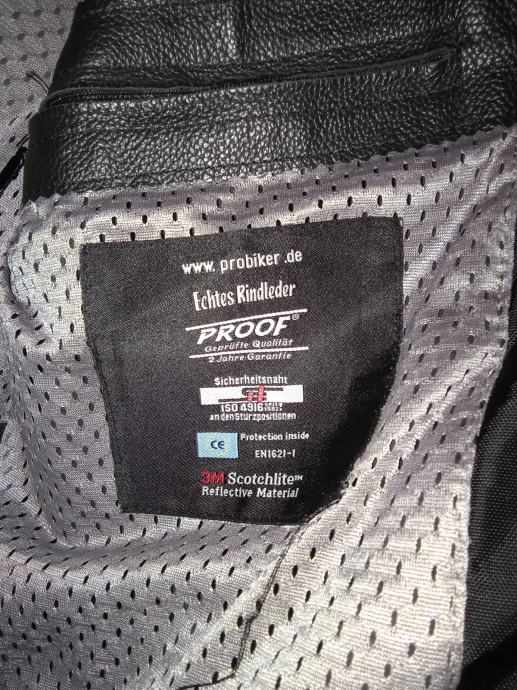 www.probiker.de
Echtes Rindleder
PROOF®
Geprüfte Qualität
2 Jahre Garantie
Sicherheitsnaht
ISO 4916
an den Sturzpositionen
CE Protection inside
EN1621-1
3M Scotchlite™
Reflective Material